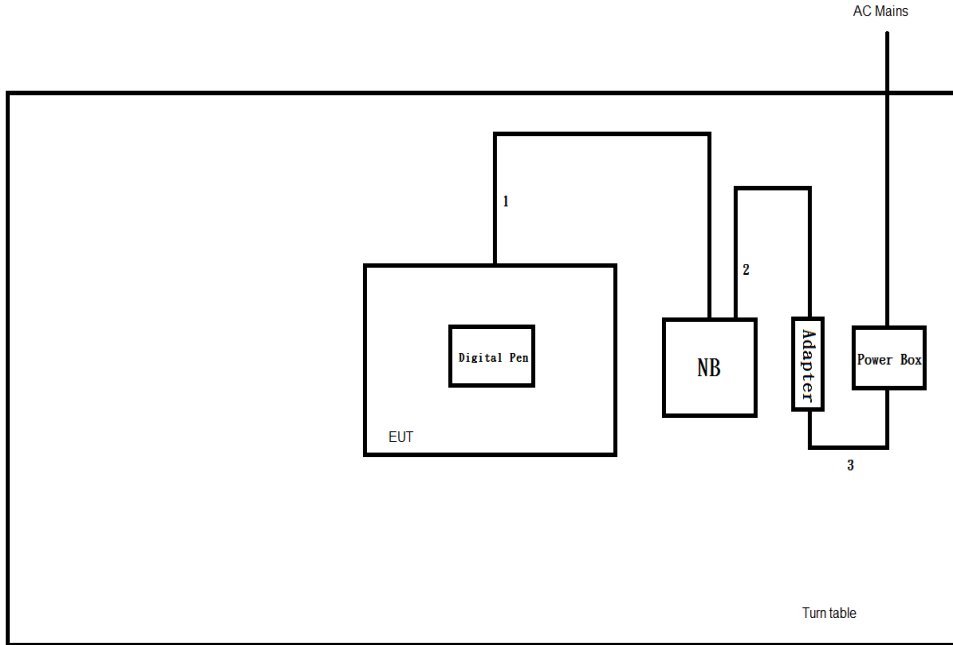 AC Mains
1
2
Digital Pen
NB
Adapter
Power Box
EUT
3
Turn table